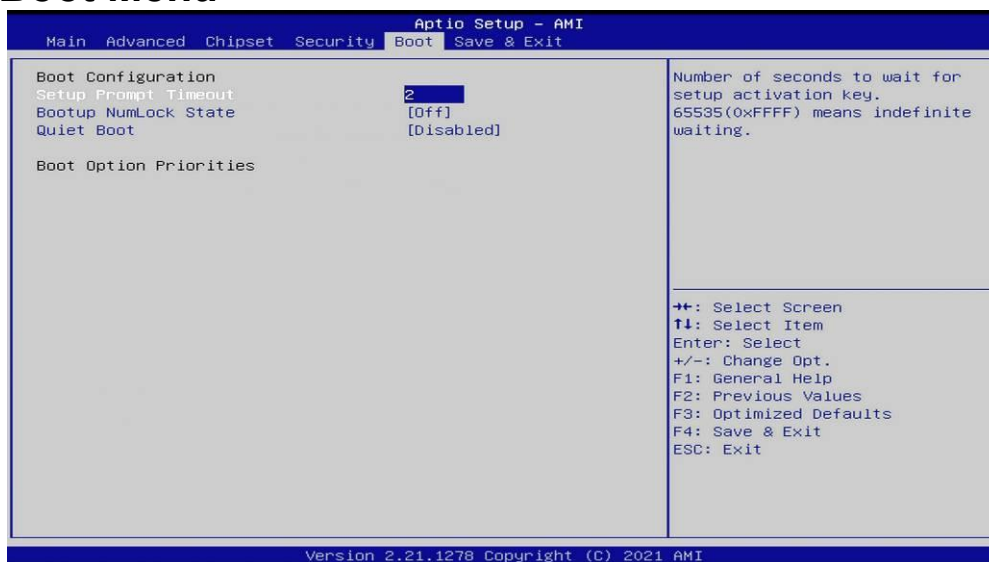 Boot Menu
Aptio Setup - AMI
Main Advanced Chipset Security Boot Save & Exit
Boot Configuration
Setup Prompt Timeout 2
Bootup NumLock State [Off]
Quiet Boot [Disabled]
Boot Option Priorities
Number of seconds to wait for
setup activation key.
65535(0xFFFF) means indefinite
waiting.
→←: Select Screen
↑↓: Select Item
Enter: Select
+/-: Change Opt.
F1: General Help
F2: Previous Values
F3: Optimized Defaults
F4: Save & Exit
ESC: Exit
Version 2.21.1278 Copyright (C) 2021 AMI